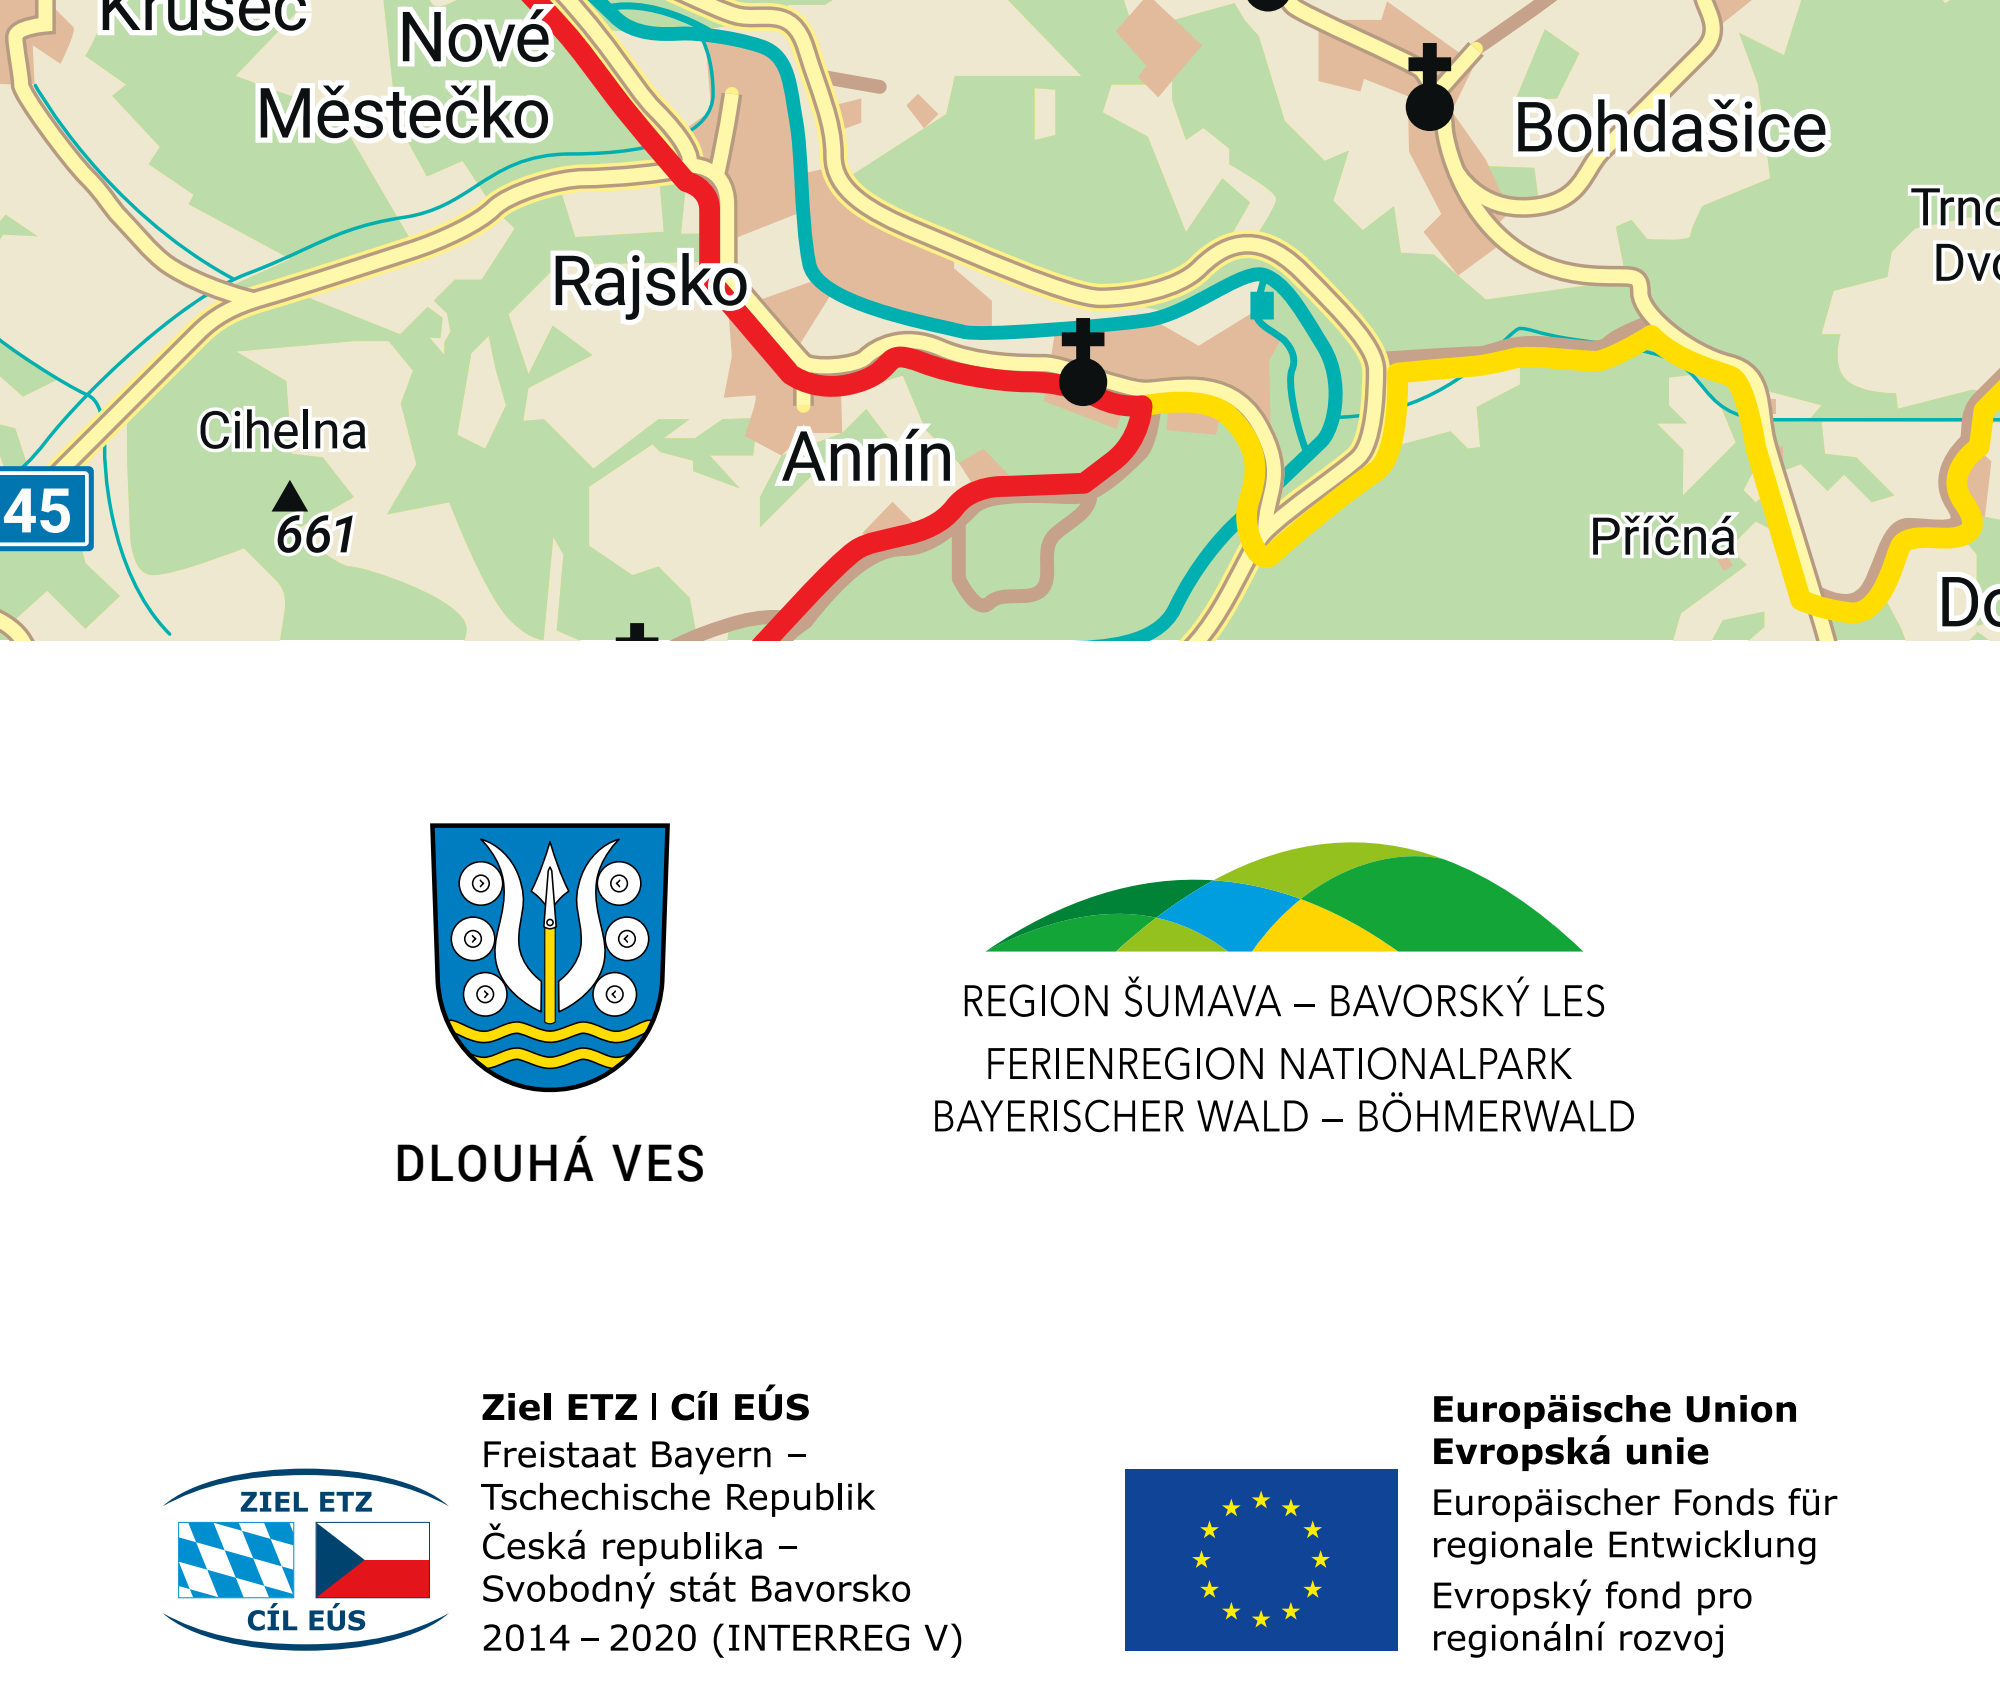 Krušec
Nové
Městečko
Bohdašice
Rajsko
Cihelna
Annín
45
661
Příčná
DLOUHÁ VES
REGION ŠUMAVA – BAVORSKÝ LES
FERIENREGION NATIONALPARK
BAYERISCHER WALD – BÖHMERWALD
ZIEL ETZ
CÍL EÚS
Ziel ETZ | Cíl EÚS
Freistaat Bayern –
Tschechische Republik
Česká republika –
Svobodný stát Bavorsko
2014 – 2020 (INTERREG V)
Europäische Union
Evropská unie
Europäischer Fonds für
regionale Entwicklung
Evropský fond pro
regionální rozvoj